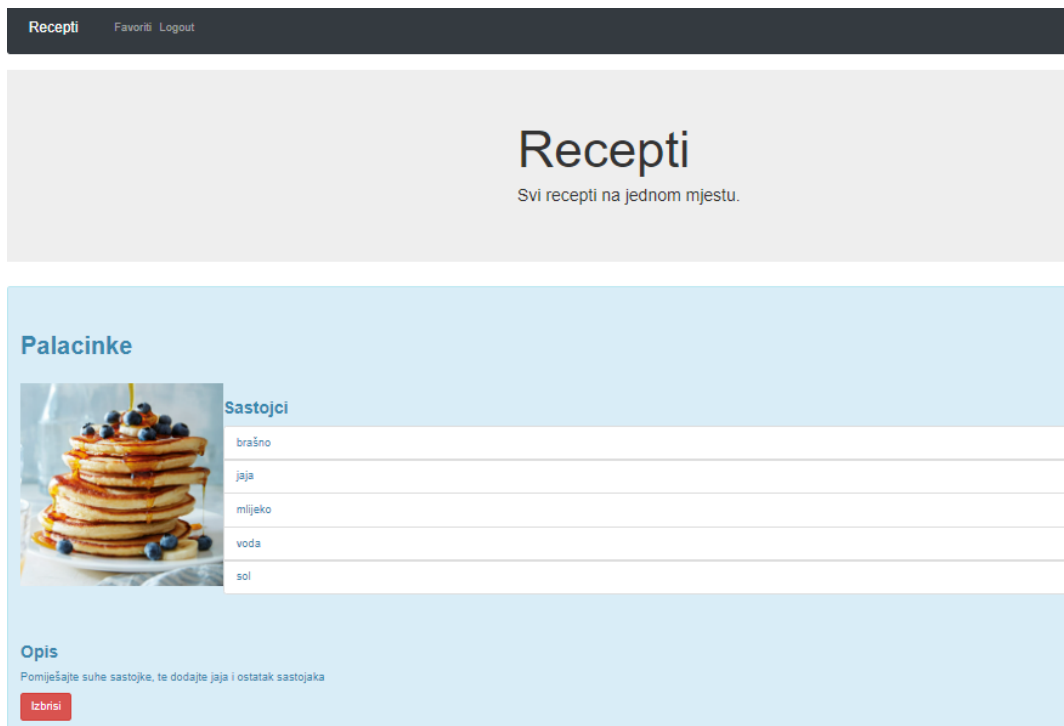 Recepti Favoriti Logout
Recepti
Svi recepti na jednom mjestu.
Palacinke
Sastojci
brašno
jaja
mlijeko
voda
sol
Opis
Pomiješajte suhe sastojke, te dodajte jaja i ostatak sastojaka
Izbrisi